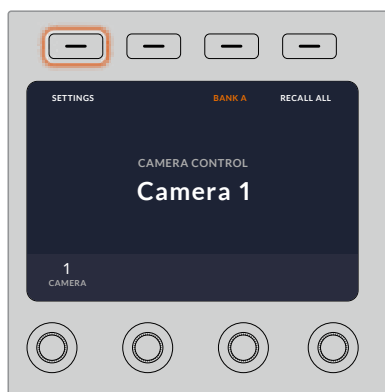 SETTINGS BANK A RECALL ALL
CAMERA CONTROL
Camera 1
1
CAMERA